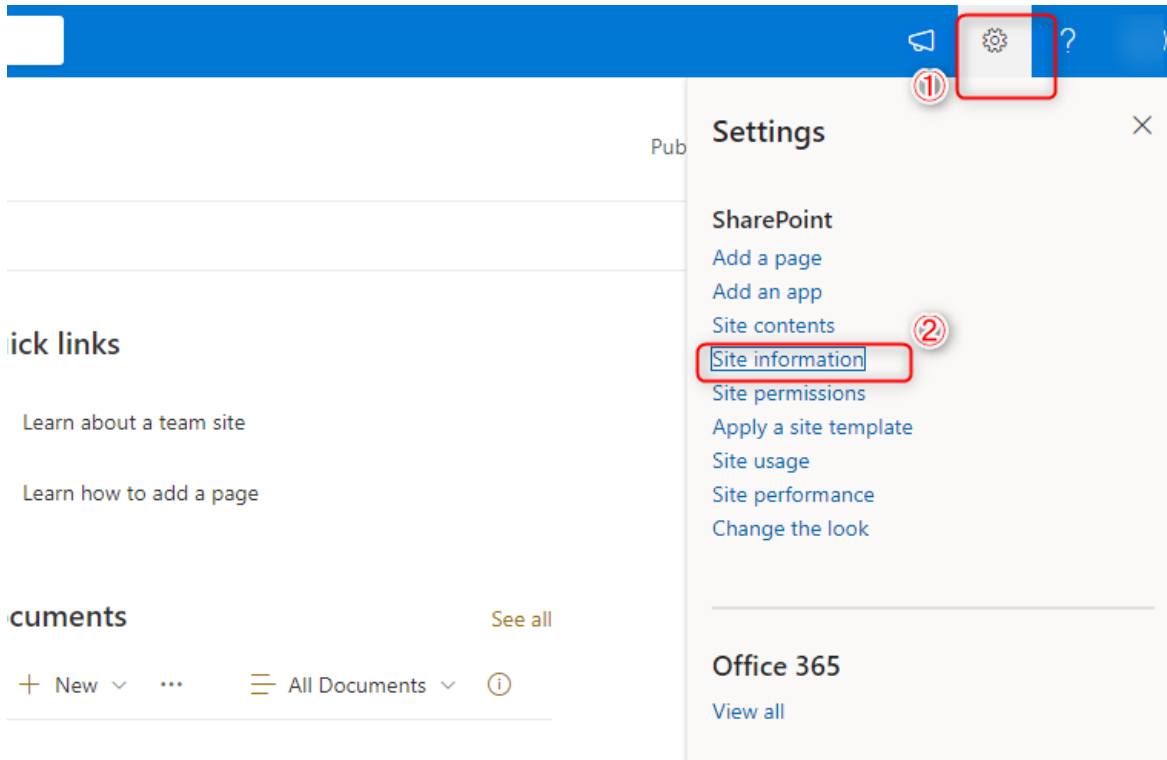 ?
①
Settings
Pub
SharePoint
Add a page
Add an app
Site contents
②
Site information
Site permissions
Apply a site template
Site usage
Site performance
Change the look
ick links
Learn about a team site
Learn how to add a page
cuments
See all
+ New
...
All Documents
Office 365
View all